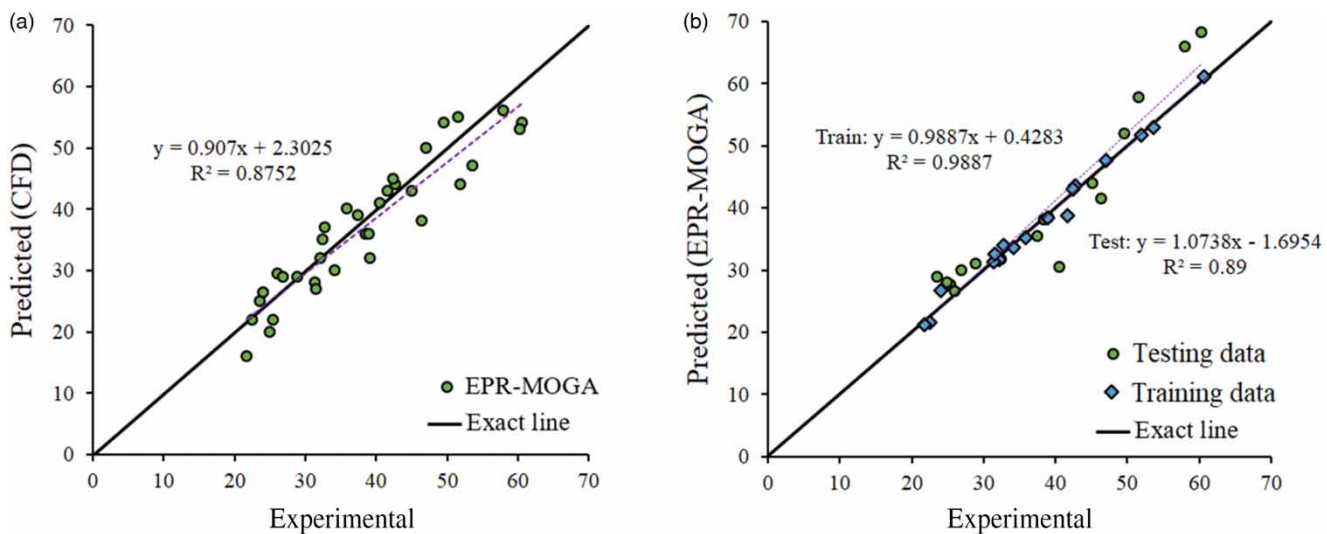 (a)
70
60
50
40
30
20
10
0
Predicted (CFD)
y = 0.907x + 2.3025
R² = 0.8752
EPR-MOGA
Exact line
0 10 20 30 40 50 60 70
Experimental
(b)
70
60
50
40
30
20
10
0
Predicted (EPR-MOGA)
Train: y = 0.9887x + 0.4283
R² = 0.9887
Test: y = 1.0738x - 1.6954
R² = 0.89
Testing data
Training data
Exact line
0 10 20 30 40 50 60 70
Experimental